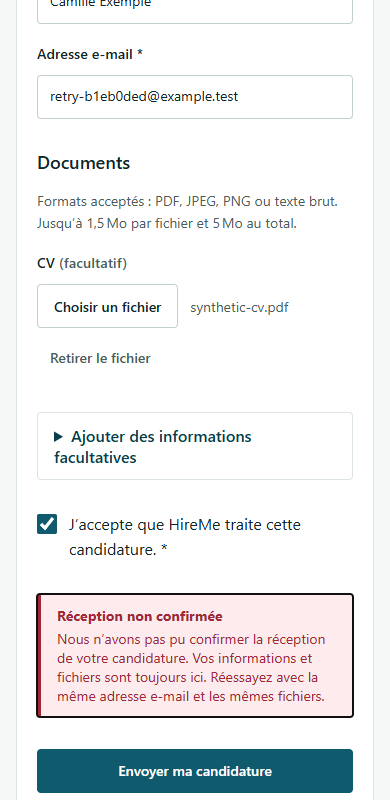 Camille Exemple
Adresse e-mail *
retry-b1eb0ded@example.test
Documents
Formats acceptés : PDF, JPEG, PNG ou texte brut.
Jusqu’à 1,5 Mo par fichier et 5 Mo au total.
CV (facultatif)
Choisir un fichier synthetic-cv.pdf
Retirer le fichier
Ajouter des informations
facultatives
J’accepte que HireMe traite cette
candidature. *
Réception non confirmée
Nous n’avons pas pu confirmer la réception
de votre candidature. Vos informations et
fichiers sont toujours ici. Réessayez avec la
même adresse e-mail et les mêmes fichiers.
Envoyer ma candidature